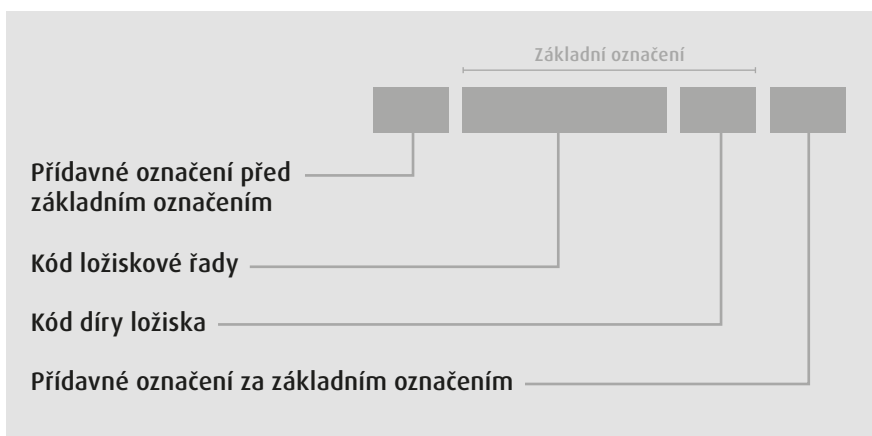 Základní označení
Přídavné označení před
základním označením
Kód ložiskové řady
Kód díry ložiska
Přídavné označení za základním označením